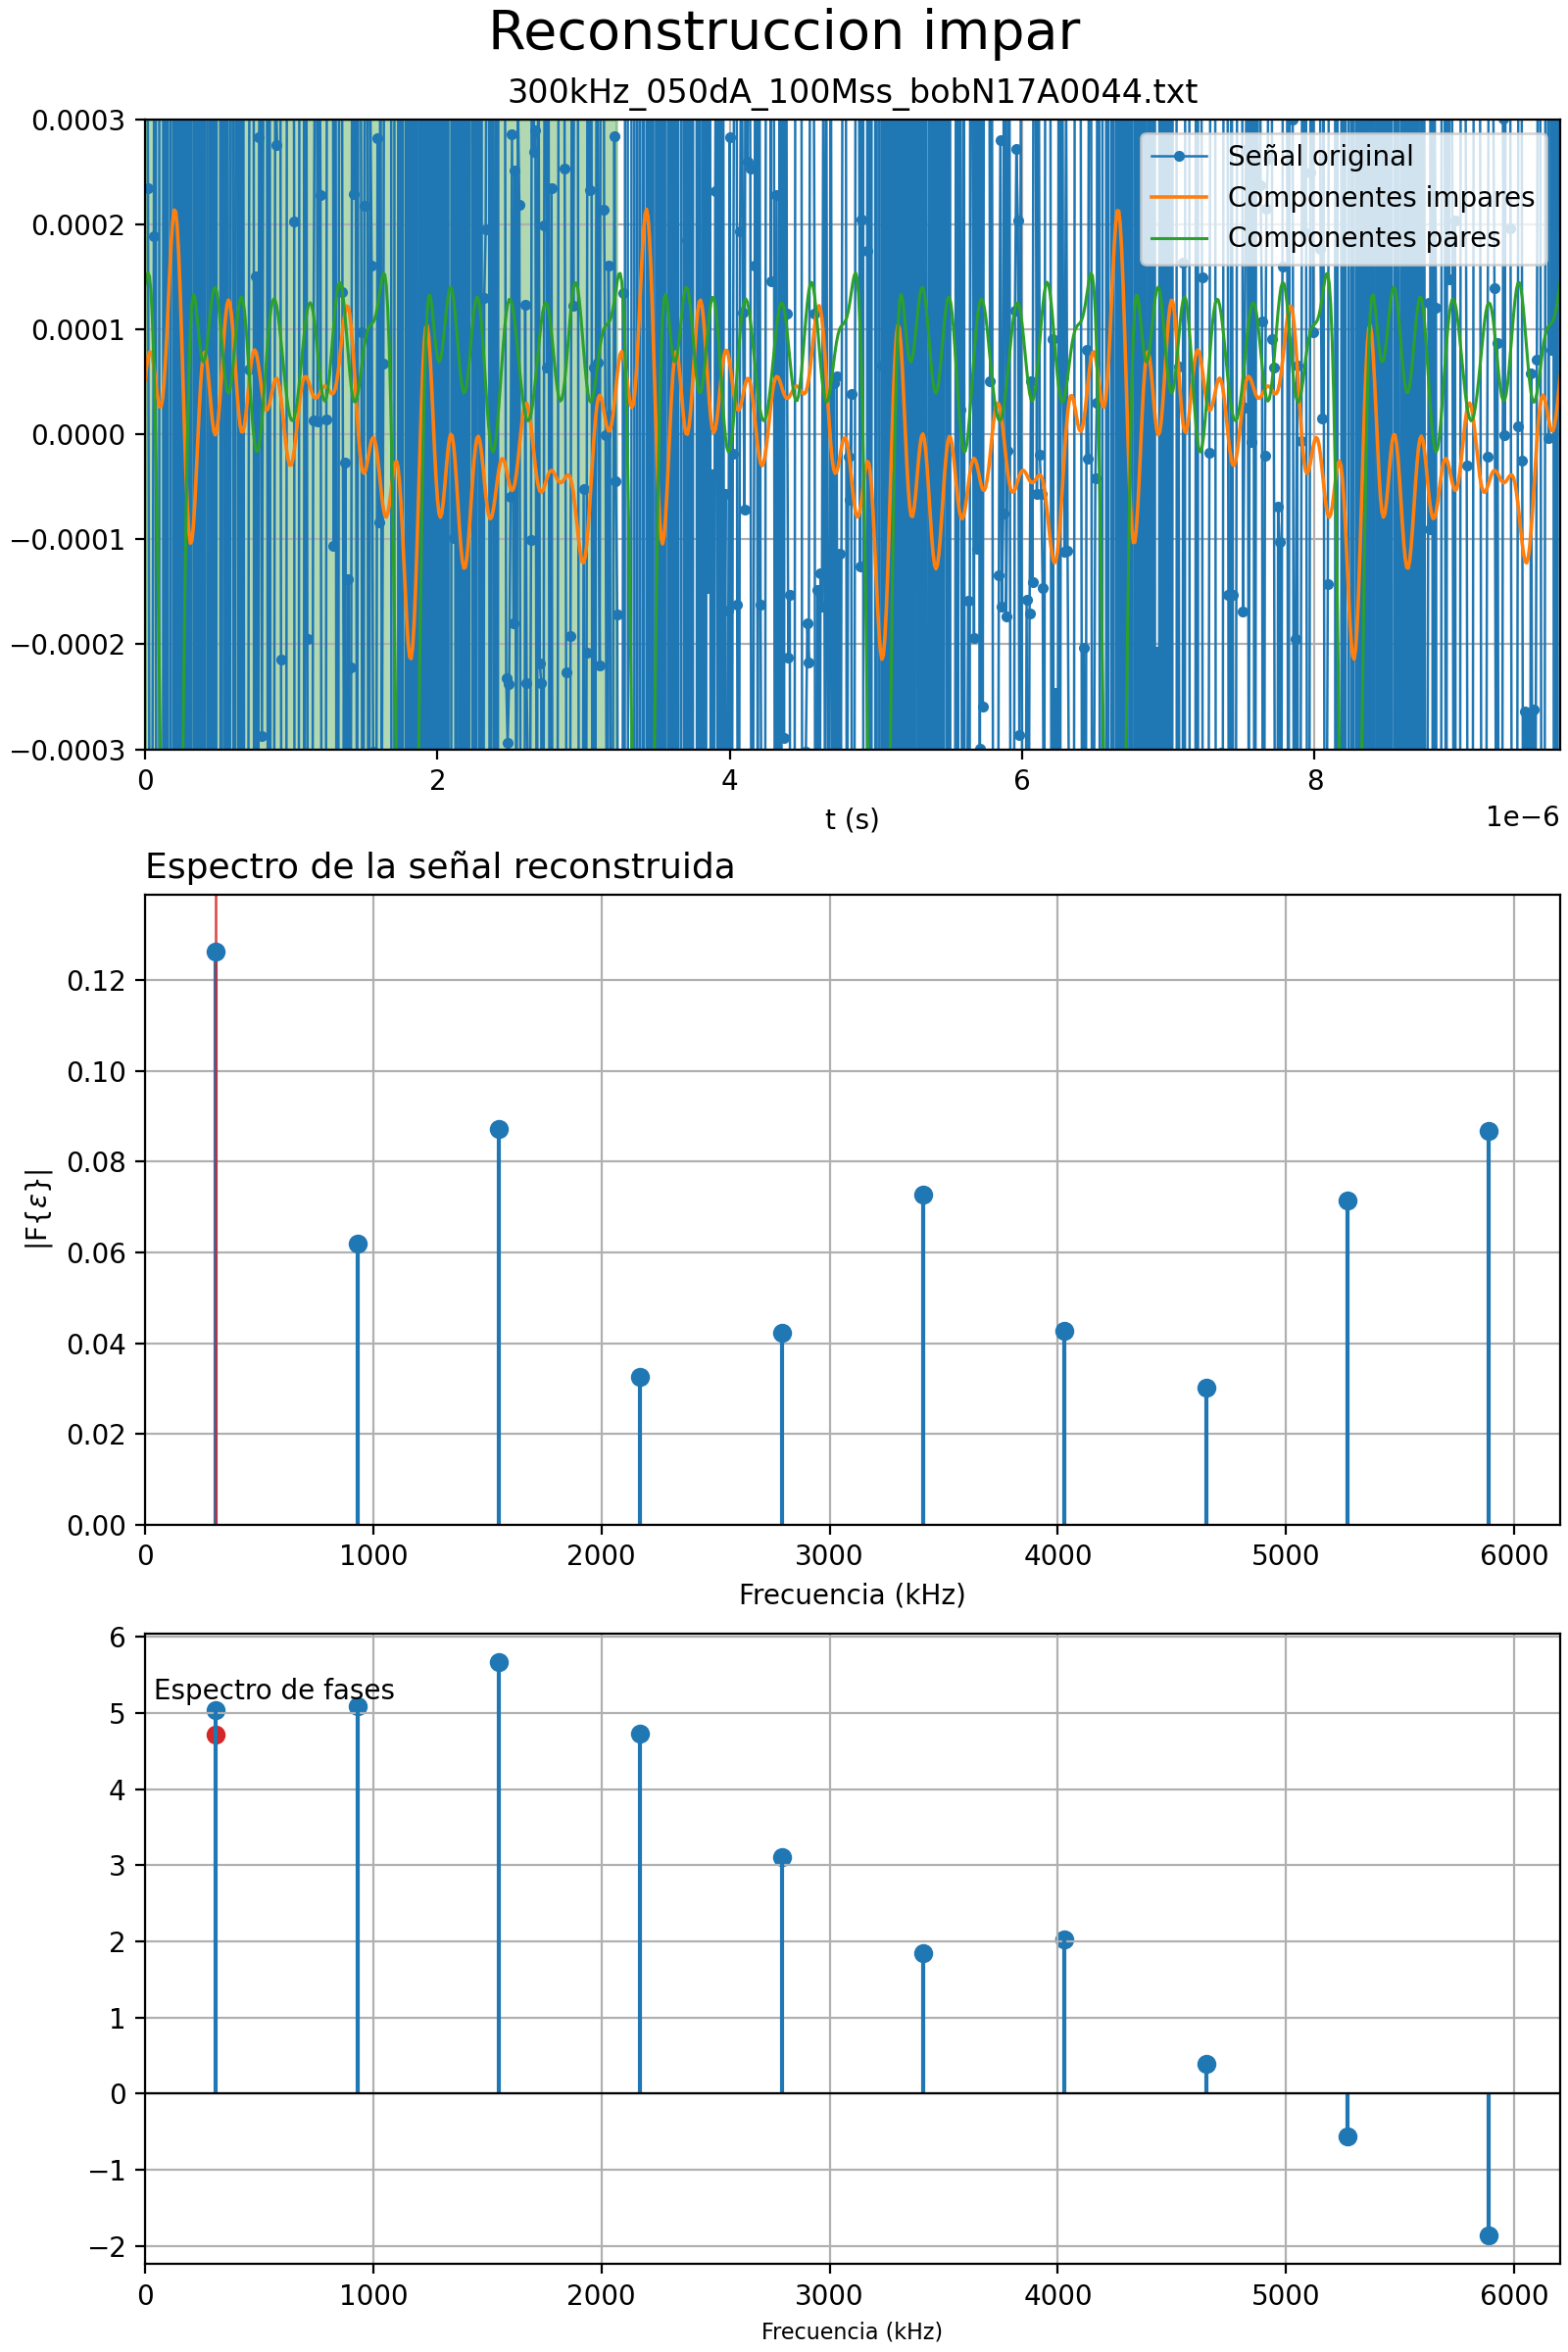 Reconstruccion impar
300kHz_050dA_100Mss_bobN17A0044.txt
0.0003
0.0002
0.0001
0.0000
−0.0001
−0.0002
−0.0003
Señal original
Componentes impares
Componentes pares
0 2 4 6 8
t (s)
1e−6
Espectro de la señal reconstruida
0.12
0.10
0.08
0.06
0.04
0.02
0.00
|F{ε}|
0 1000 2000 3000 4000 5000 6000
Frecuencia (kHz)
6
Espectro de fases
5
4
3
2
1
0
−1
−2
0 1000 2000 3000 4000 5000 6000
Frecuencia (kHz)